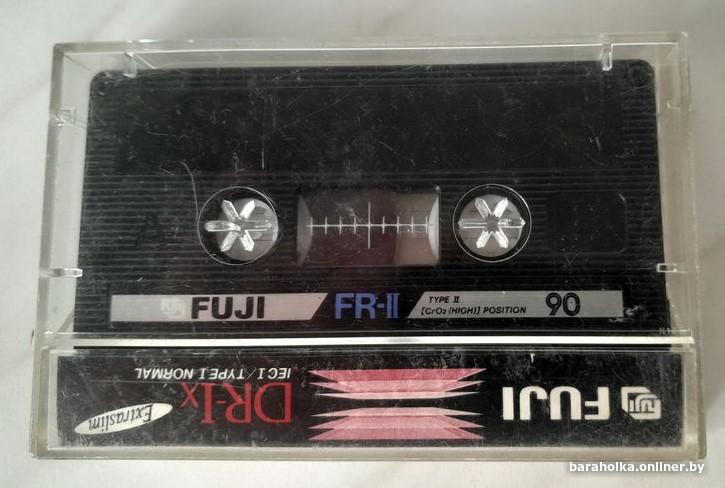 A
FUJI FR-II TYPE II 90
[CrO2 (HIGH)] POSITION
IEC I / TYPE I NORMAL
DR-Ix
Extraslim
FUJI
baraholka.onliner.by